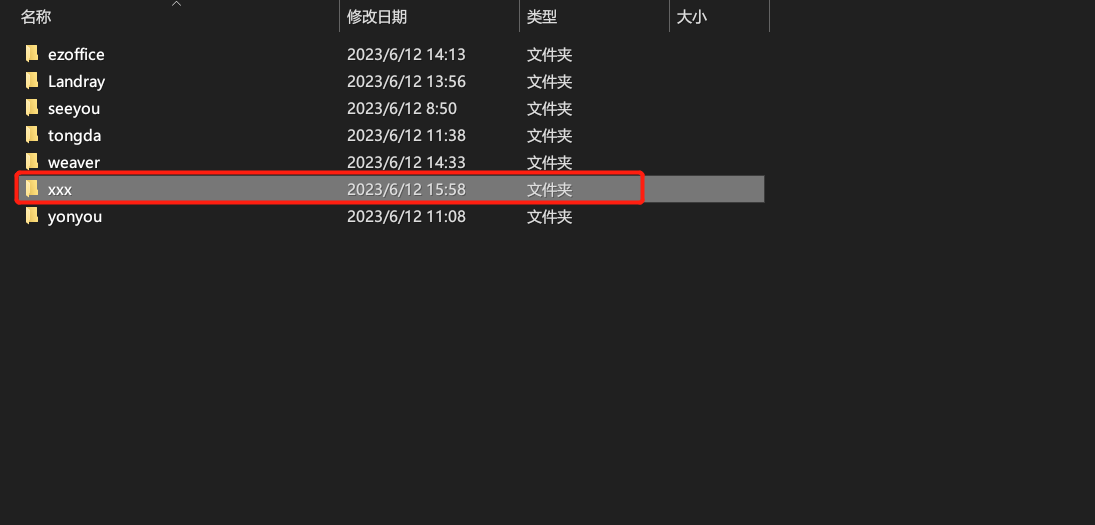 名称 修改日期 类型 大小
ezoffice 2023/6/12 14:13 文件夹
Landray 2023/6/12 13:56 文件夹
seeyou 2023/6/12 8:50 文件夹
tongda 2023/6/12 11:38 文件夹
weaver 2023/6/12 14:33 文件夹
xxx 2023/6/12 15:58 文件夹
yonyou 2023/6/12 11:08 文件夹